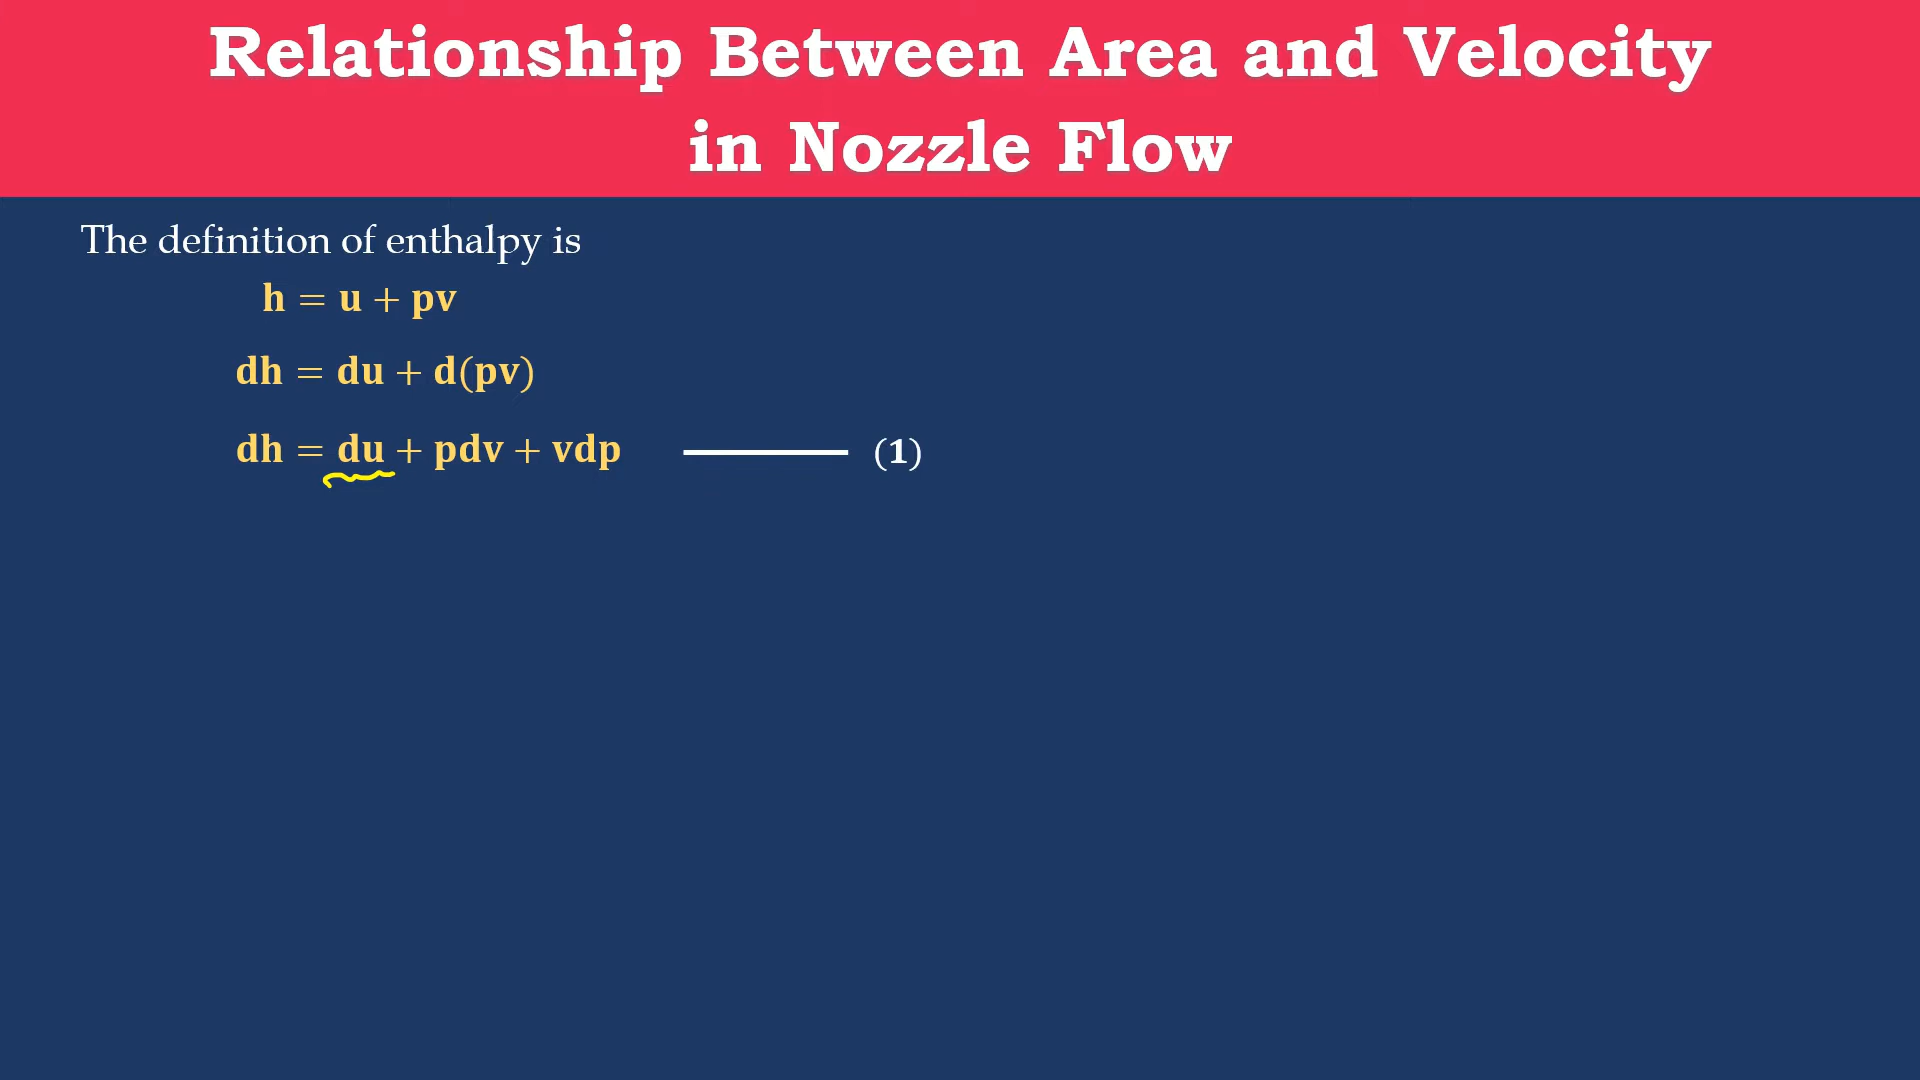 Relationship Between Area and Velocity
in Nozzle Flow
The definition of enthalpy is
h = u + pv
dh = du + d(pv)
dh = du + pdv + vdp (1)